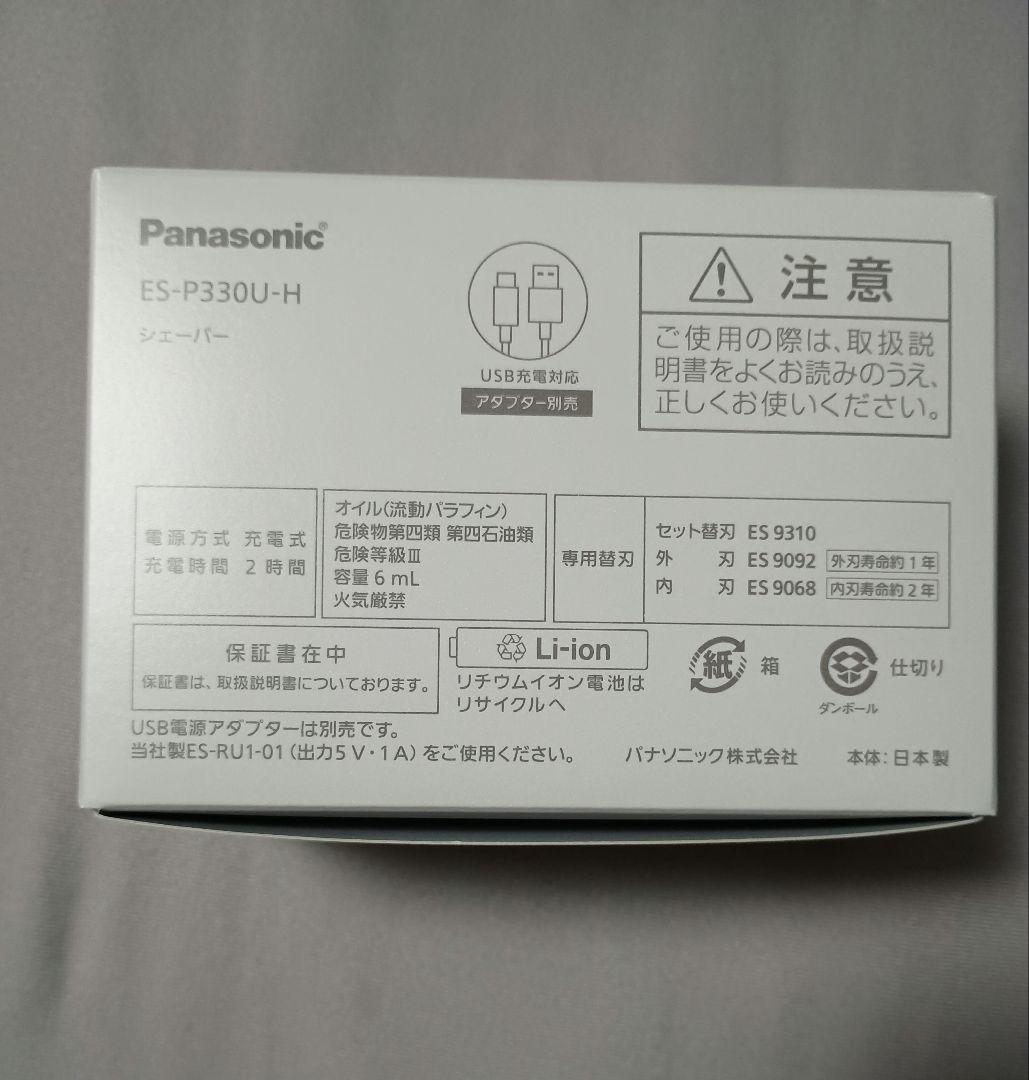 Panasonic®
ES-P330U-H
シェーバー
USB充電対応
アダプター別売
注意
ご使用の際は、取扱説
明書をよくお読みのうえ、
正しくお使いください。
電源方式 充電式
充電時間 2時間
オイル(流動パラフィン)
危険物第四類 第四石油類
危険等級Ⅲ
容量 6 mL
火気厳禁
専用替刃
セット替刃 ES 9310
外 刃 ES 9092 外刃寿命約1年
内 刃 ES 9068 内刃寿命約2年
保証書在中
保証書は、取扱説明書についております。
Li-ion
リチウムイオン電池は
リサイクルへ
紙 箱
ダンボール
仕切り
USB電源アダプターは別売です。
当社製ES-RU1-01(出力5V・1A)をご使用ください。
パナソニック株式会社
本体:日本製